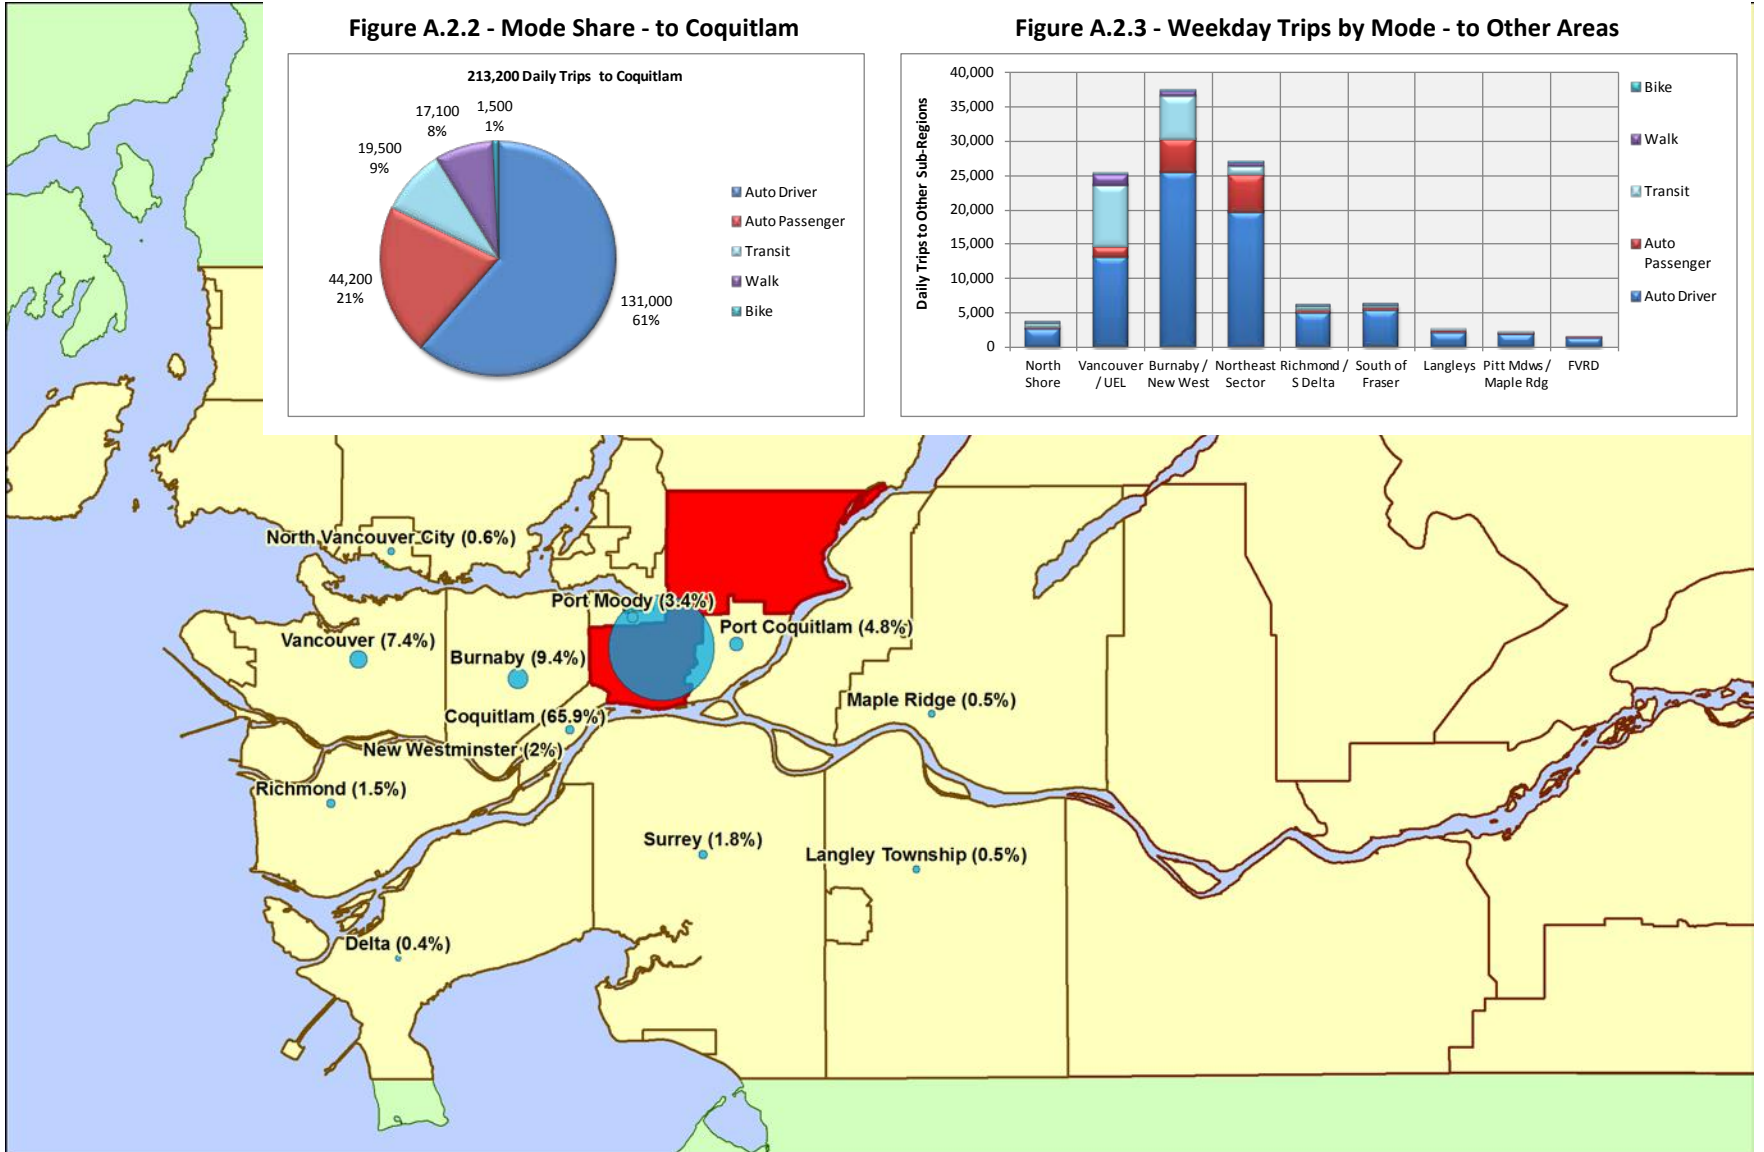 Figure A.2.2 - Mode Share - to Coquitlam
213,200 Daily Trips to Coquitlam
1,500
1%
17,100
8%
19,500
9%
44,200
21%
131,000
61%
Auto Driver
Auto Passenger
Transit
Walk
Bike
Figure A.2.3 - Weekday Trips by Mode - to Other Areas
Daily Trips to Other Sub-Regions
40,000
35,000
30,000
25,000
20,000
15,000
10,000
5,000
0
North
Shore
Vancouver
/ UEL
Burnaby /
New West
Northeast
Sector
Richmond /
S Delta
South of
Fraser
Langleys
Pitt Mdws /
Maple Rdg
FVRD
Bike
Walk
Transit
Auto
Passenger
Auto Driver
North Vancouver City (0.6%)
Port Moody (3.4%)
Port Coquitlam (4.8%)
Vancouver (7.4%)
Burnaby (9.4%)
Maple Ridge (0.5%)
Coquitlam (65.9%)
New Westminster (2%)
Richmond (1.5%)
Surrey (1.8%)
Langley Township (0.5%)
Delta (0.4%)